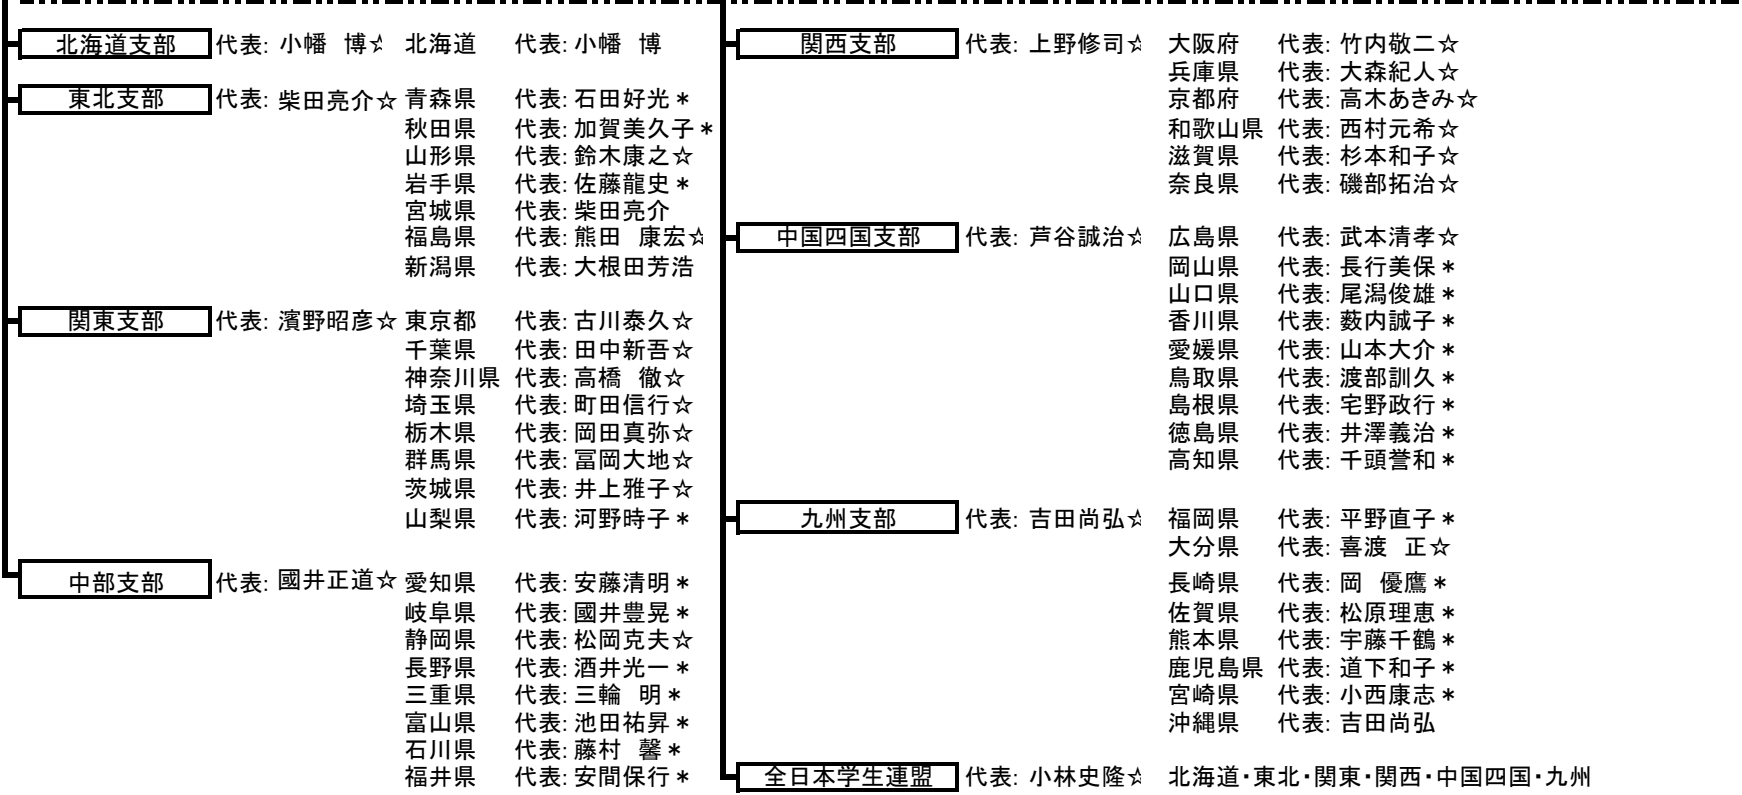 北海道支部 代表: 小幡 博☆ 北海道 代表: 小幡 博
東北支部 代表: 柴田亮介☆ 青森県 代表: 石田好光＊
秋田県 代表: 加賀美久子＊
山形県 代表: 鈴木康之☆
岩手県 代表: 佐藤龍史＊
宮城県 代表: 柴田亮介
福島県 代表: 熊田 康宏☆
新潟県 代表: 大根田芳浩
関東支部 代表: 濱野昭彦☆ 東京都 代表: 古川泰久☆
千葉県 代表: 田中新吾☆
神奈川県 代表: 高橋 徹☆
埼玉県 代表: 町田信行☆
栃木県 代表: 岡田真弥☆
群馬県 代表: 冨岡大地☆
茨城県 代表: 井上雅子☆
山梨県 代表: 河野時子＊
中部支部 代表: 國井正道☆ 愛知県 代表: 安藤清明＊
岐阜県 代表: 國井豊晃＊
静岡県 代表: 松岡克夫☆
長野県 代表: 酒井光一＊
三重県 代表: 三輪 明＊
富山県 代表: 池田祐昇＊
石川県 代表: 藤村 馨＊
福井県 代表: 安間保行＊
関西支部 代表: 上野修司☆ 大阪府 代表: 竹内敬二☆
兵庫県 代表: 大森紀人☆
京都府 代表: 高木あきみ☆
和歌山県 代表: 西村元希☆
滋賀県 代表: 杉本和子☆
奈良県 代表: 磯部拓治☆
中国四国支部 代表: 芦谷誠治☆ 広島県 代表: 武本清孝☆
岡山県 代表: 長行美保＊
山口県 代表: 尾潟俊雄＊
香川県 代表: 薮内誠子＊
愛媛県 代表: 山本大介＊
鳥取県 代表: 渡部訓久＊
島根県 代表: 宅野政行＊
徳島県 代表: 井澤義治＊
高知県 代表: 千頭誉和＊
九州支部 代表: 吉田尚弘☆ 福岡県 代表: 平野直子＊
大分県 代表: 喜渡 正☆
長崎県 代表: 岡 優鷹＊
佐賀県 代表: 松原理恵＊
熊本県 代表: 宇藤千鶴＊
鹿児島県 代表: 道下和子＊
宮崎県 代表: 小西康志＊
沖縄県 代表: 吉田尚弘
全日本学生連盟 代表: 小林史隆☆ 北海道・東北・関東・関西・中国四国・九州